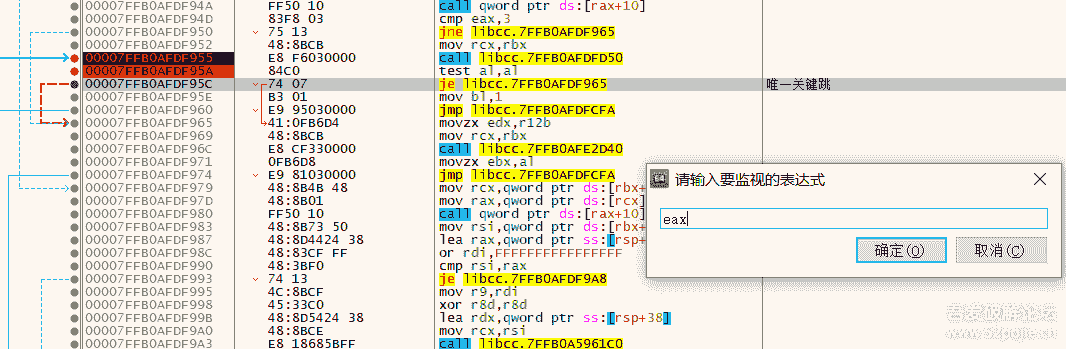 00007FFB0AFDF94A FF50 10 call qword ptr ds:[rax+10]
00007FFB0AFDF94D 83F8 03 cmp eax,3
00007FFB0AFDF950 75 13 jne libcc.7FFB0AFDF965
00007FFB0AFDF952 48:8BCB mov rcx,rbx
00007FFB0AFDF955 E8 F6030000 call libcc.7FFB0AFDFD50
00007FFB0AFDF95A 84C0 test al,al
00007FFB0AFDF95C 74 07 je libcc.7FFB0AFDF965 唯一关键跳
00007FFB0AFDF95E B3 01 mov bl,1
00007FFB0AFDF960 E9 95030000 jmp libcc.7FFB0AFDFCFA
00007FFB0AFDF965 41:0FB6D4 movzx edx,r12b
00007FFB0AFDF969 48:8BCB mov rcx,rbx
00007FFB0AFDF96C E8 CF330000 call libcc.7FFB0AFE2D40
00007FFB0AFDF971 0FB6D8 movzx ebx,al
00007FFB0AFDF974 E9 81030000 jmp libcc.7FFB0AFDFCFA
00007FFB0AFDF979 48:8B4B 48 mov rcx,qword ptr ds:[rbx+
00007FFB0AFDF97D 48:8B01 mov rax,qword ptr ds:[rcx]
00007FFB0AFDF980 FF50 10 call qword ptr ds:[rax+10]
00007FFB0AFDF983 48:8B73 50 mov rsi,qword ptr ds:[rbx+
00007FFB0AFDF987 48:8D4424 38 lea rax,qword ptr ss:[rsp+
00007FFB0AFDF98C 48:83CF FF or rdi,FFFFFFFFFFFFFFFF
00007FFB0AFDF990 48:3BF0 cmp rsi,rax
00007FFB0AFDF993 74 13 je libcc.7FFB0AFDF9A8
00007FFB0AFDF995 4C:8BCF mov r9,rdi
00007FFB0AFDF998 45:33C0 xor r8d,r8d
00007FFB0AFDF99B 48:8D5424 38 lea rdx,qword ptr ss:[rsp+38]
00007FFB0AFDF9A0 48:8BCE mov rcx,rsi
00007FFB0AFDF9A3 E8 18685BFF call libcc.7FFB0A5961C0
请输入要监视的表达式
eax
确定(O) 取消(C)
吾爱破解论坛
www.52pojie.cn